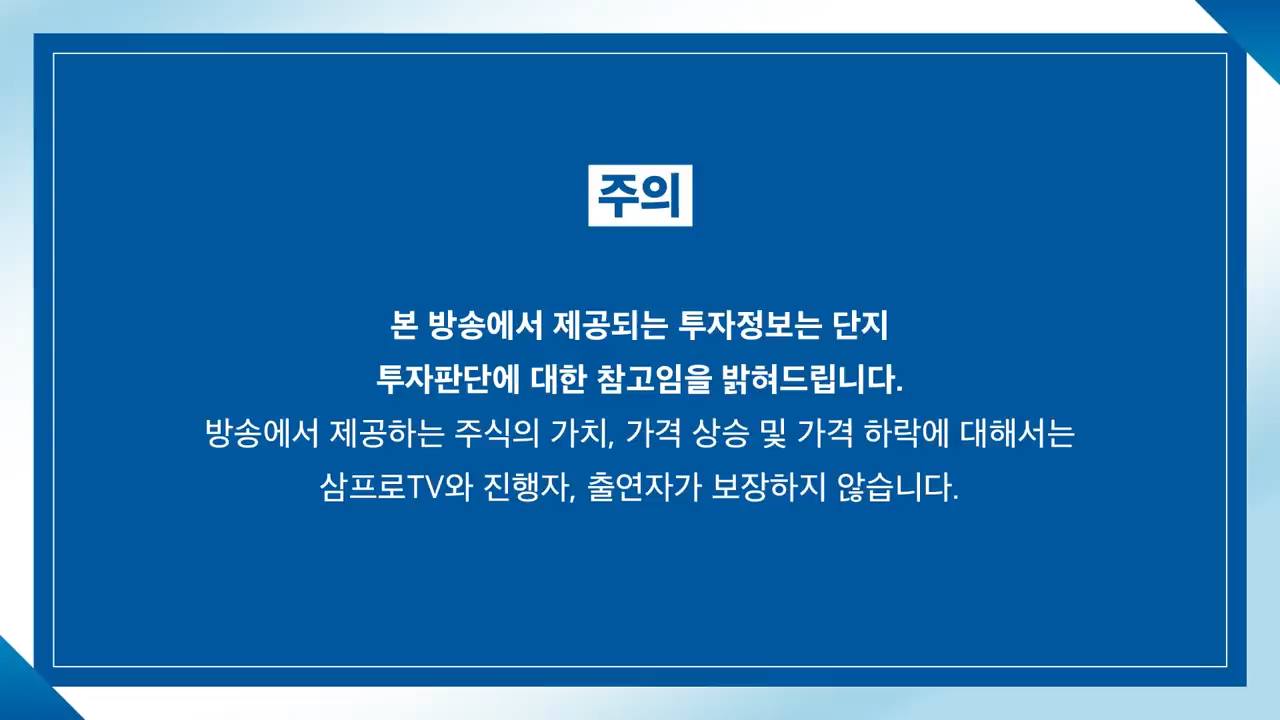 주의
본 방송에서 제공되는 투자정보는 단지
투자판단에 대한 참고임을 밝혀드립니다.
방송에서 제공하는 주식의 가치, 가격 상승 및 가격 하락에 대해서는
삼프로TV와 진행자, 출연자가 보장하지 않습니다.